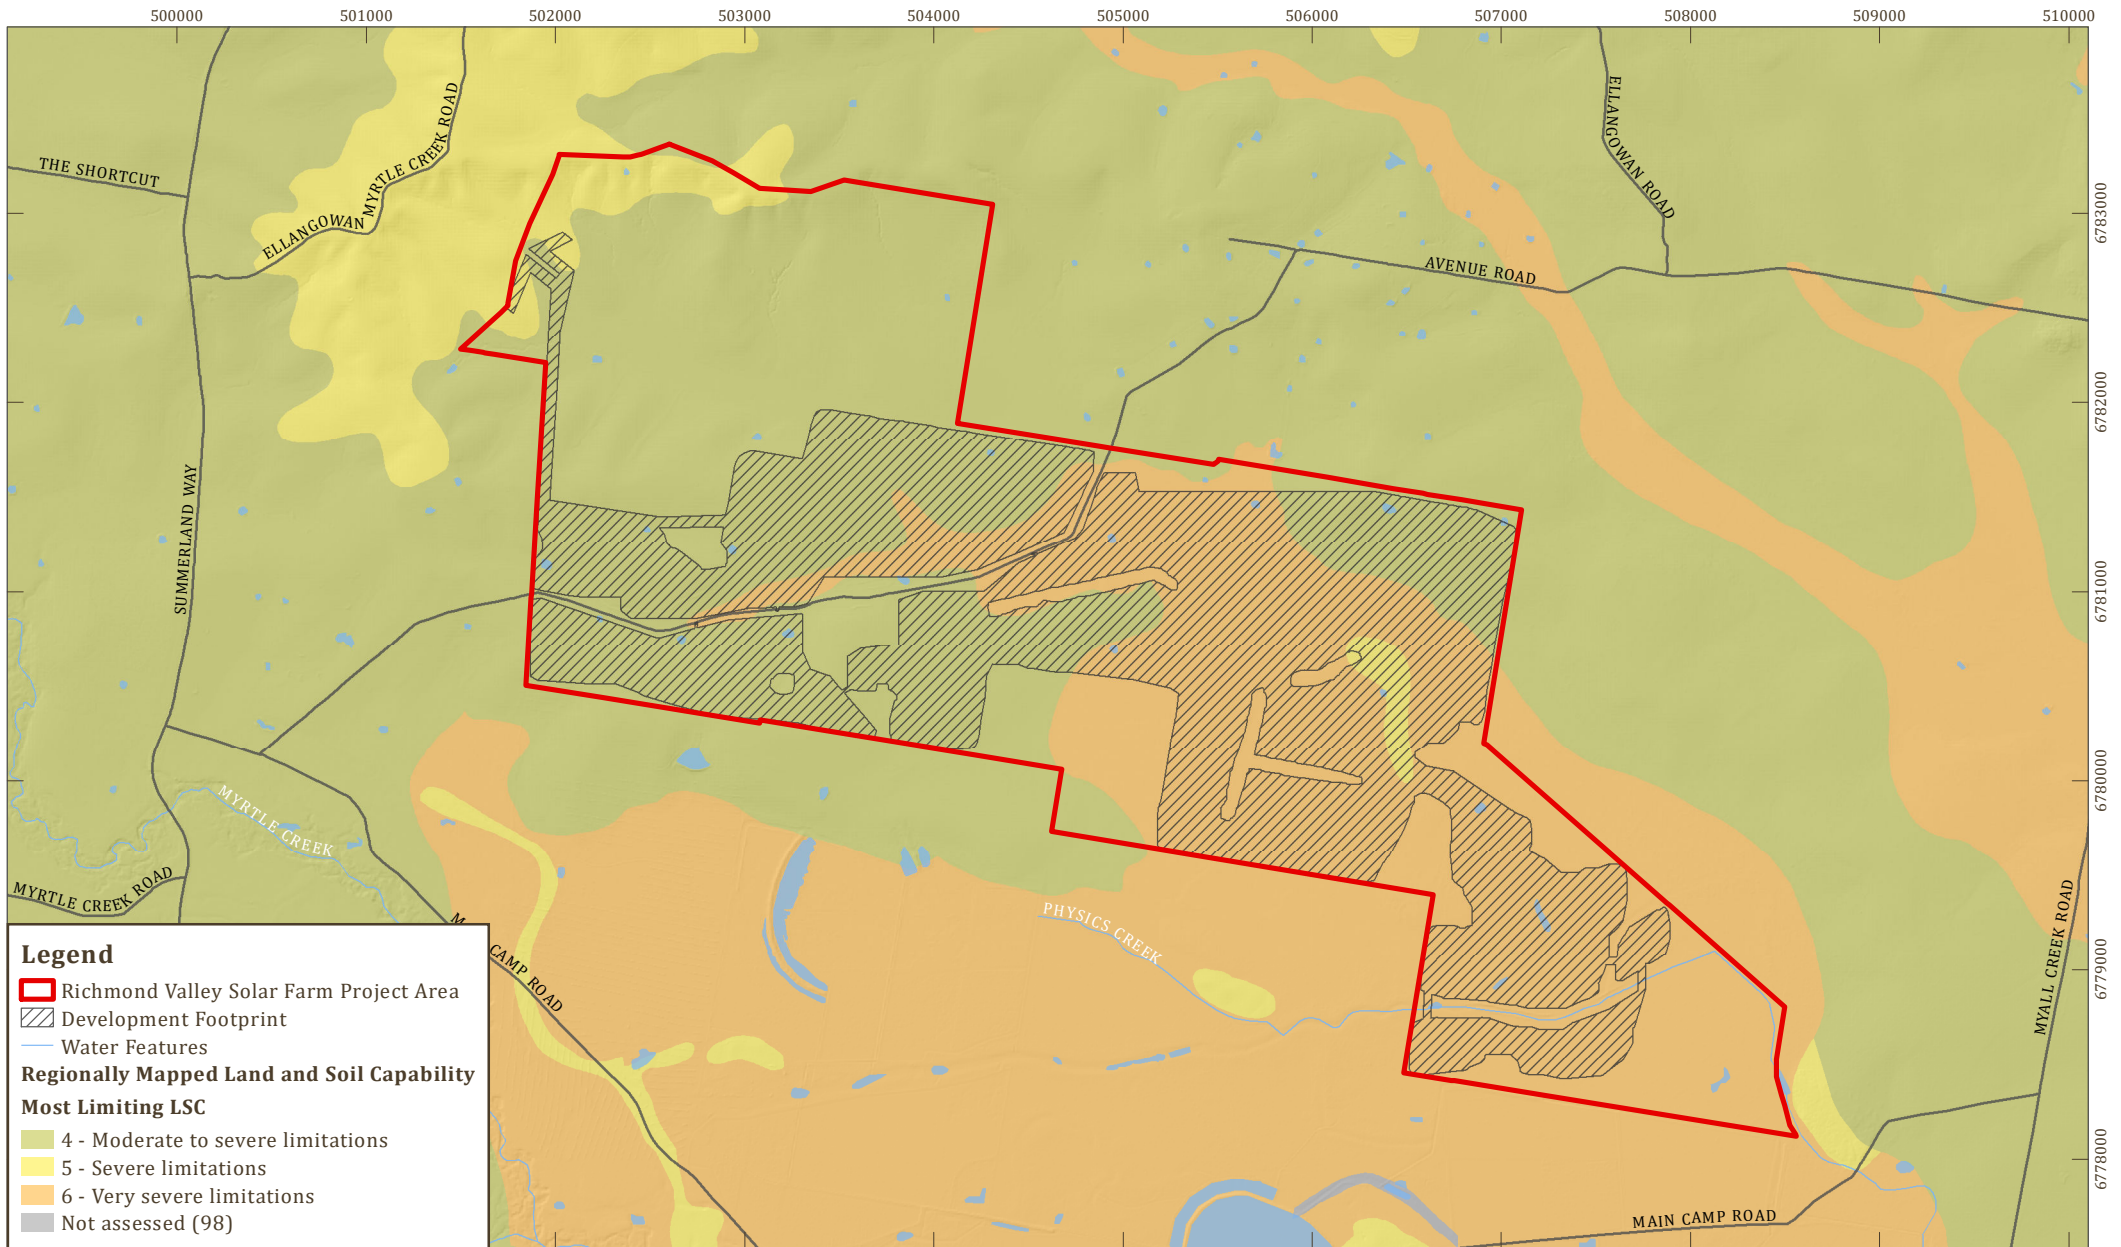 500000 501000 502000 503000 504000 505000 506000 507000 508000 509000 510000
THE SHORTCUT
ELLANGOWAN MYRTLE CREEK ROAD
ELLANGOWAN ROAD
AVENUE ROAD
SUMMERLAND WAY
6783000
6782000
6781000
6780000
6779000
6778000
MYRTLE CREEK
MYRTLE CREEK ROAD
PHYSICS CREEK
M
CAMP ROAD
MYALL CREEK ROAD
MAIN CAMP ROAD
Legend
Richmond Valley Solar Farm Project Area
Development Footprint
Water Features
Regionally Mapped Land and Soil Capability
Most Limiting LSC
4 - Moderate to severe limitations
5 - Severe limitations
6 - Very severe limitations
Not assessed (98)